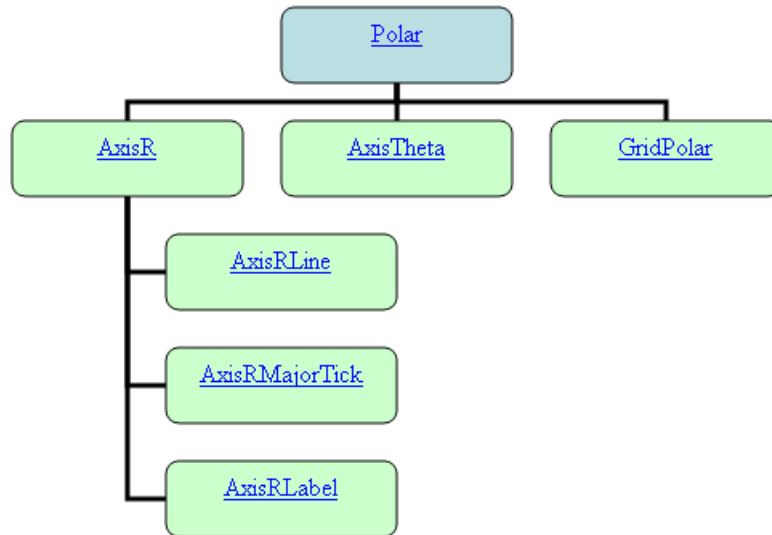 Polar
AxisR
AxisTheta
GridPolar
AxisRLine
AxisRMajorTick
AxisRLabel